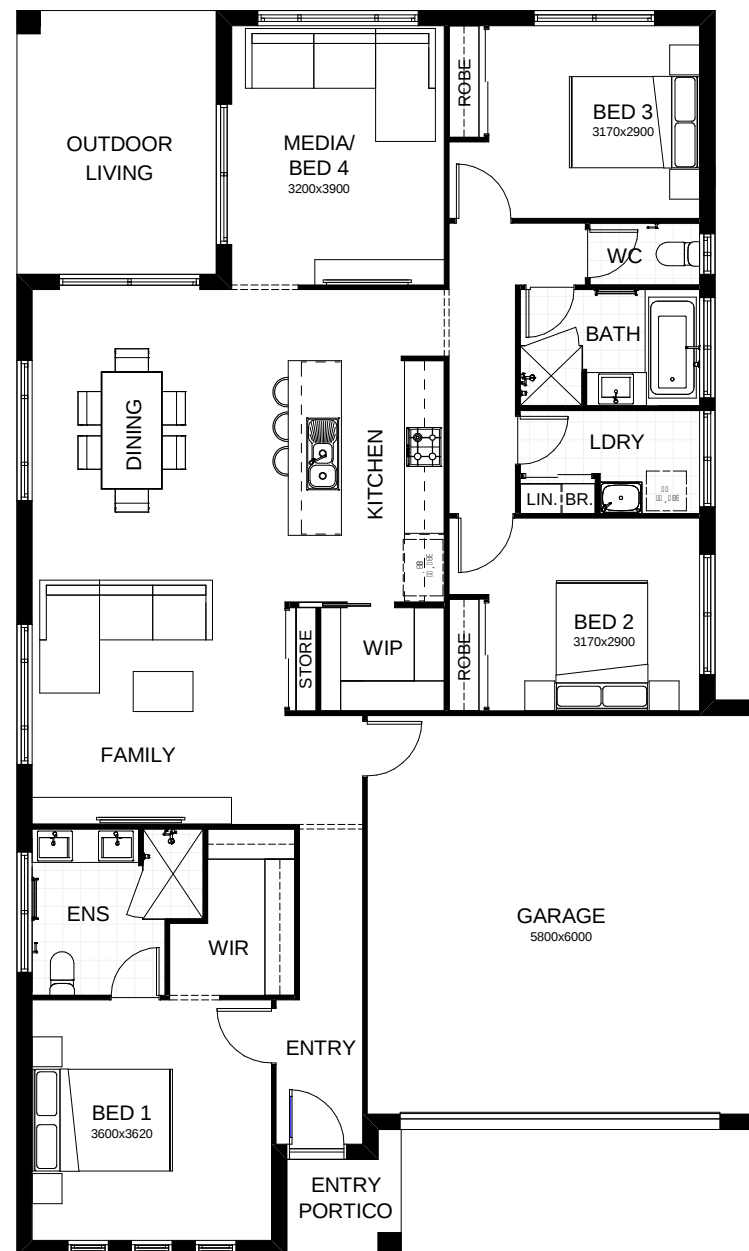 ROBE
BED 3
3170x2900
OUTDOOR
LIVING
MEDIA/
BED 4
3200x3900
WC
BATH
DINING
KITCHEN
LDRY
LIN.
BR.
BED 2
3170x2900
STORE
WIP
ROBE
FAMILY
ENS
WIR
GARAGE
5800x6000
ENTRY
BED 1
3600x3620
ENTRY
PORTICO